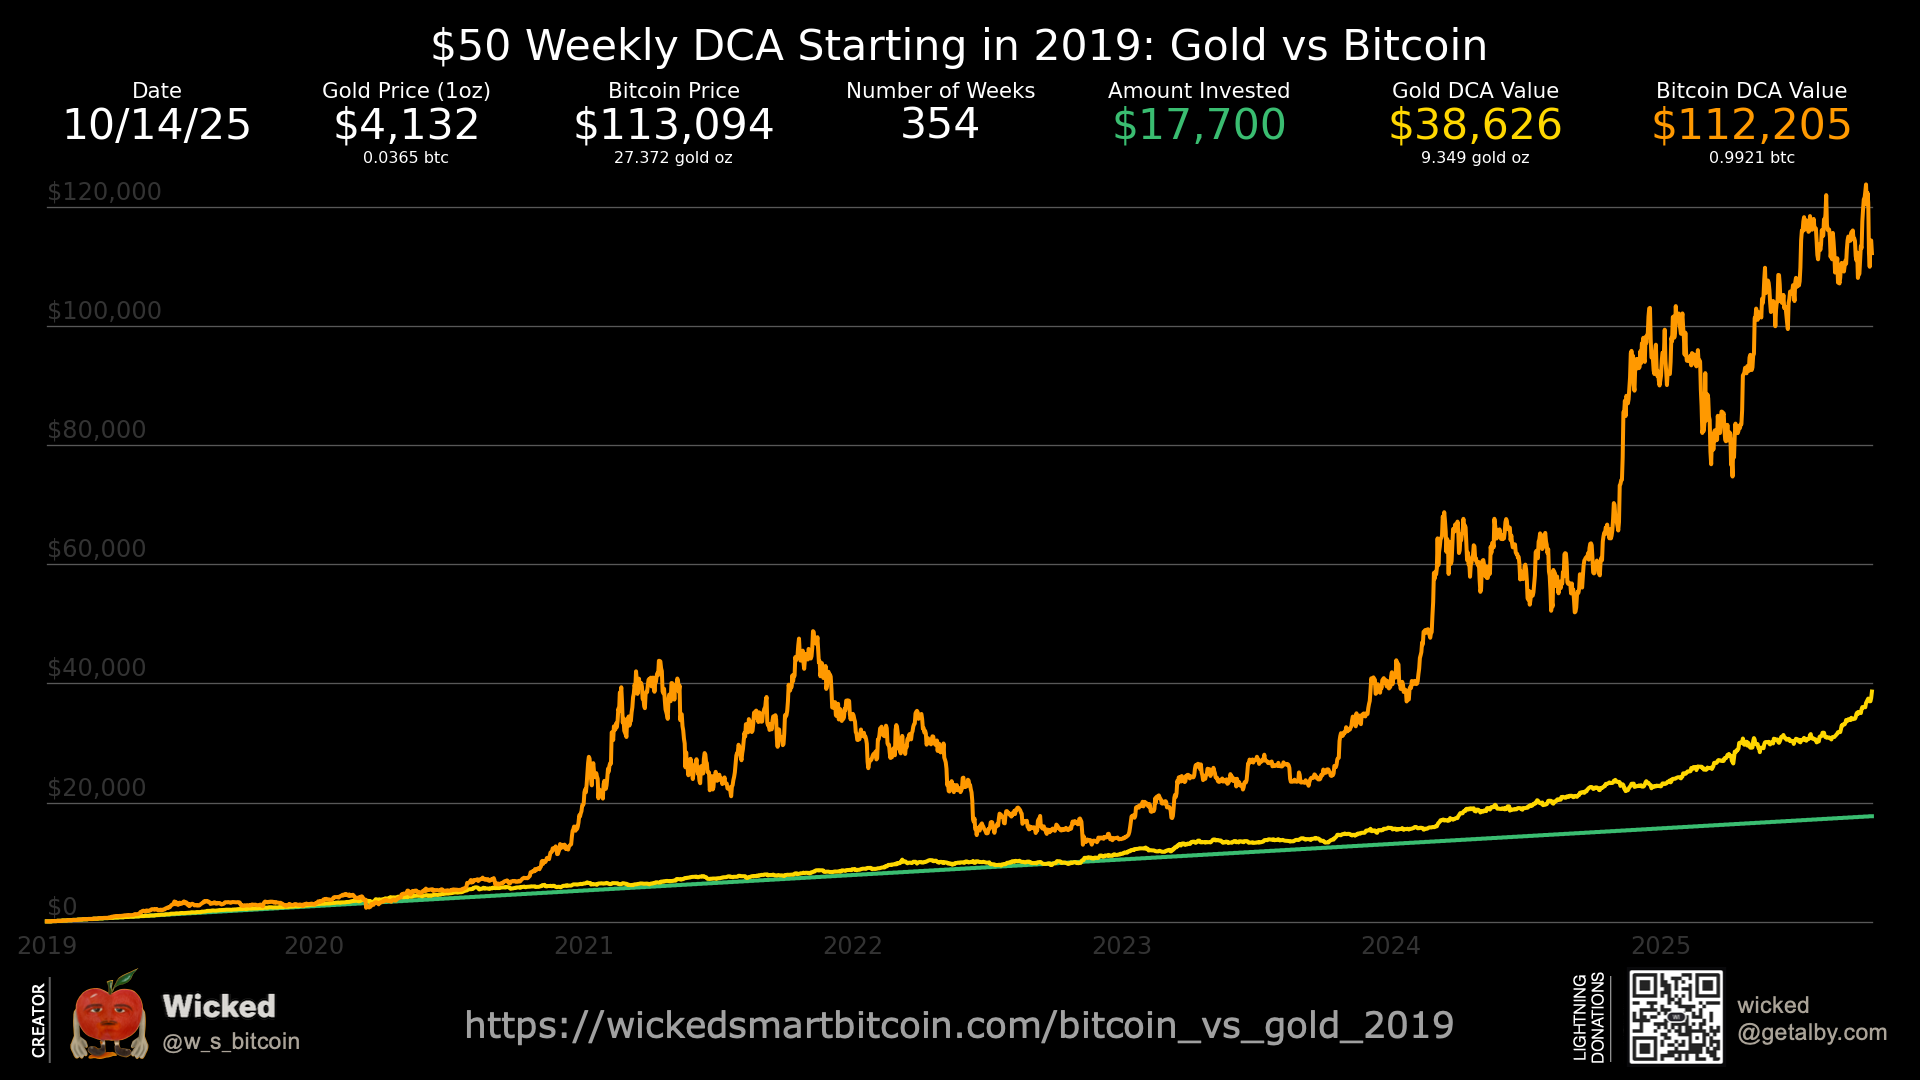 $50 Weekly DCA Starting in 2019: Gold vs Bitcoin
Date
10/14/25
Gold Price (1oz)
$4,132
0.0365 btc
Bitcoin Price
$113,094
27.372 gold oz
Number of Weeks
354
Amount Invested
$17,700
Gold DCA Value
$38,626
9.349 gold oz
Bitcoin DCA Value
$112,205
0.9921 btc
$120,000
$100,000
$80,000
$60,000
$40,000
$20,000
$0
2019 2020 2021 2022 2023 2024 2025
CREATOR
Wicked
@w_s_bitcoin
https://wickedsmartbitcoin.com/bitcoin_vs_gold_2019
LIGHTNING
DONATIONS
wicked
@getalby.com